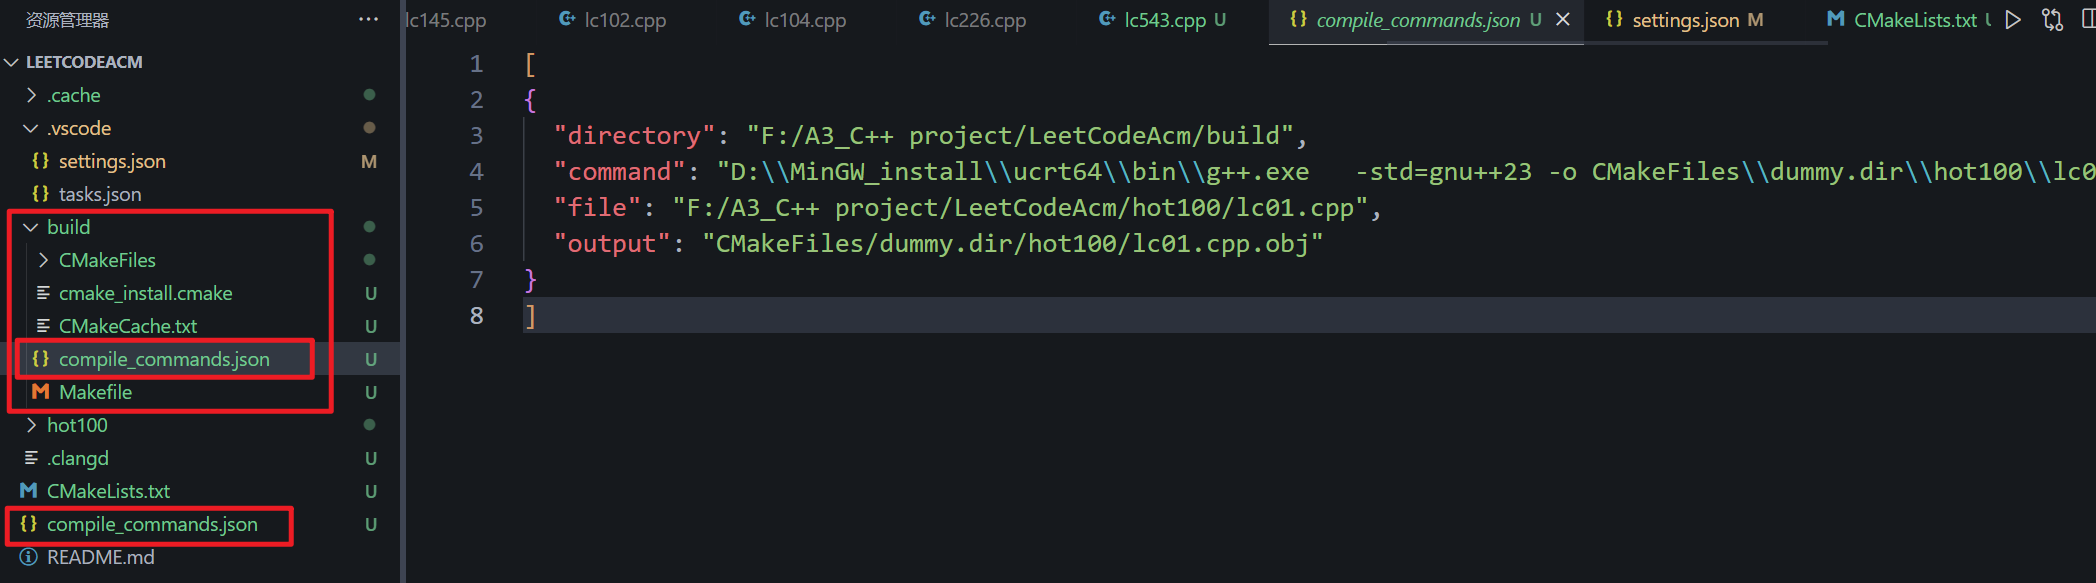 资源管理器 ···
lc145.cpp lc102.cpp lc104.cpp lc226.cpp lc543.cpp U {} compile_commands.json U × {} settings.json M M CMakeLists.txt U
LEETCODEACM
.cache
.vscode
{} settings.json M
{} tasks.json
build
CMakeFiles
cmake_install.cmake U
CMakeCache.txt U
{} compile_commands.json U
M Makefile U
hot100
.clangd U
M CMakeLists.txt U
{} compile_commands.json U
README.md
1 [
2 {
3 "directory": "F:/A3_C++ project/LeetCodeAcm/build",
4 "command": "D:\\MinGW_install\\ucrt64\\bin\\g++.exe   -std=gnu++23 -o CMakeFiles\\dummy.dir\\hot100\\lc0
5 "file": "F:/A3_C++ project/LeetCodeAcm/hot100/lc01.cpp",
6 "output": "CMakeFiles/dummy.dir/hot100/lc01.cpp.obj"
7 }
8 ]